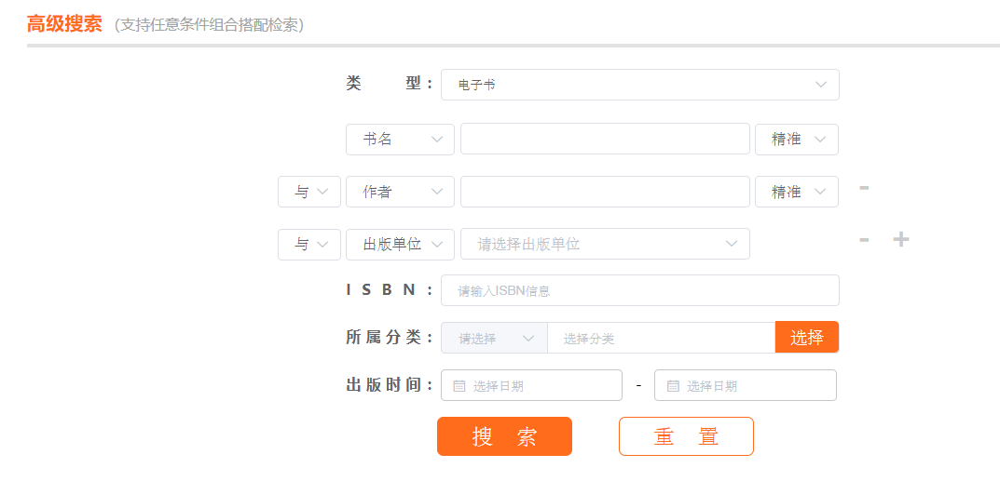 高级搜索 (支持任意条件组合搭配检索)
类 型： 电子书
书名 精准
与 作者 精准 -
与 出版单位 请选择出版单位 - +
I S B N ： 请输入ISBN信息
所属分类： 请选择 选择分类 选择
出版时间： 选择日期 - 选择日期
搜 索 重 置